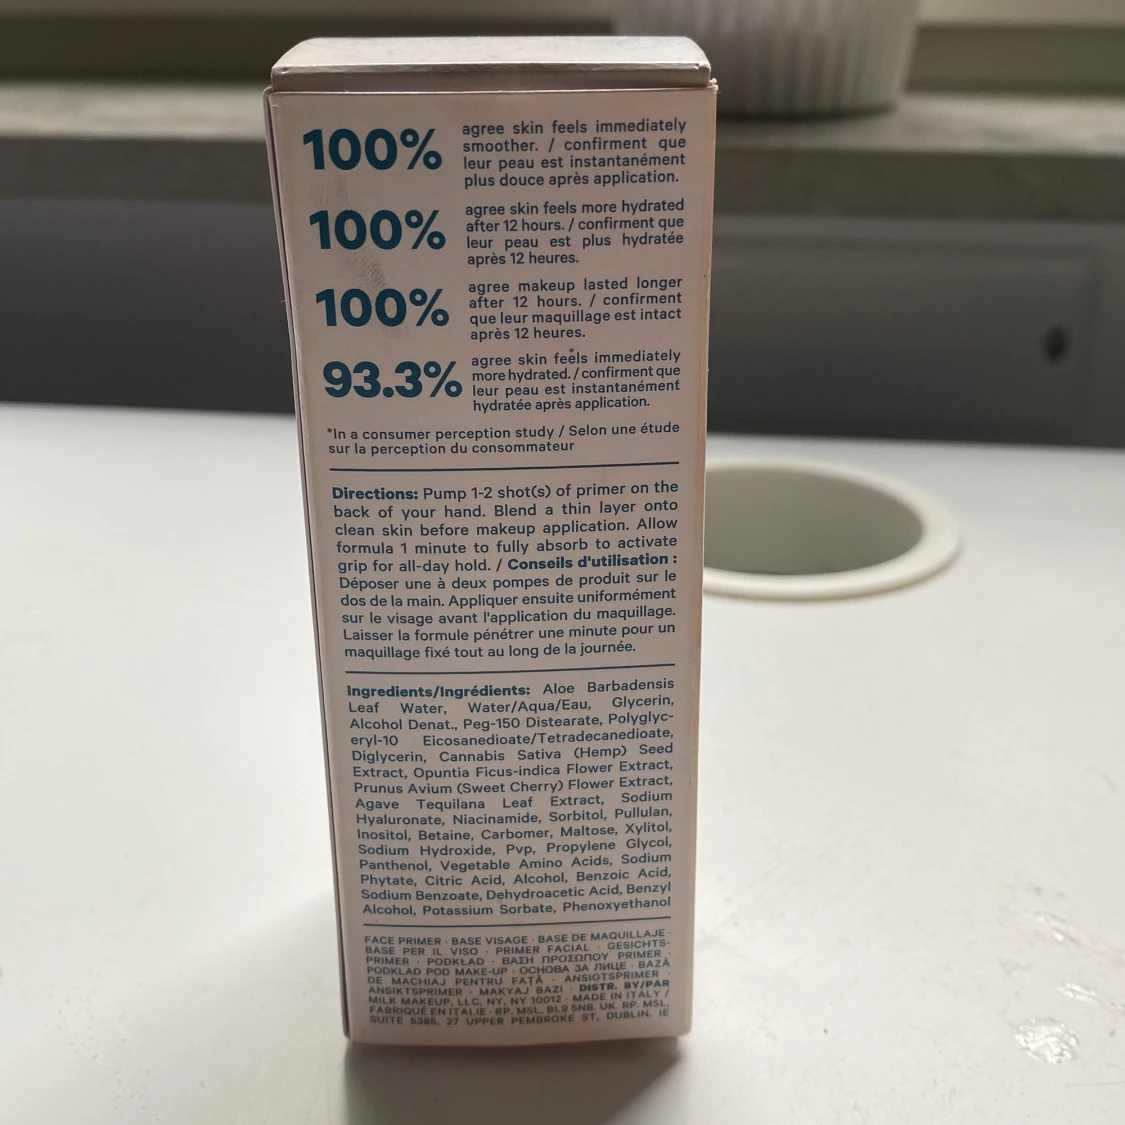 100%
agree skin feels immediately
smoother. / confirment que
leur peau est instantanément
plus douce après application.
100%
agree skin feels more hydrated
after 12 hours. / confirment que
leur peau est plus hydratée
après 12 heures.
100%
agree makeup lasted longer
after 12 hours. / confirment
que leur maquillage est intact
après 12 heures.
93.3%
agree skin feels immediately
more hydrated. / confirment que
leur peau est instantanément
hydratée après application.
*In a consumer perception study / Selon une étude
sur la perception du consommateur
Directions: Pump 1-2 shot(s) of primer on the
back of your hand. Blend a thin layer onto
clean skin before makeup application. Allow
formula 1 minute to fully absorb to activate
grip for all-day hold. / Conseils d'utilisation :
Déposer une à deux pompes de produit sur le
dos de la main. Appliquer ensuite uniformément
sur le visage avant l'application du maquillage.
Laisser la formule pénétrer une minute pour un
maquillage fixé tout au long de la journée.
Ingredients/Ingrédients: Aloe Barbadensis
Leaf Water, Water/Aqua/Eau, Glycerin,
Alcohol Denat., Peg-150 Distearate, Polyglyc-
eryl-10 Eicosanedioate/Tetradecanedioate,
Diglycerin, Cannabis Sativa (Hemp) Seed
Extract, Opuntia Ficus-indica Flower Extract,
Prunus Avium (Sweet Cherry) Flower Extract,
Agave Tequilana Leaf Extract, Sodium
Hyaluronate, Niacinamide, Sorbitol, Pullulan,
Inositol, Betaine, Carbomer, Maltose, Xylitol,
Sodium Hydroxide, Pvp, Propylene Glycol,
Panthenol, Vegetable Amino Acids, Sodium
Phytate, Citric Acid, Alcohol, Benzoic Acid,
Sodium Benzoate, Dehydroacetic Acid, Benzyl
Alcohol, Potassium Sorbate, Phenoxyethanol
FACE PRIMER · BASE VISAGE · BASE DE MAQUILLAJE ·
BASE PER IL VISO · PRIMER FACIAL · GESICHTS-
PRIMER · PODKŁAD · ΒΑΣΗ ΠΡΟΣΩΠΟΥ PRIMER ·
PODKLAD POD MAKE-UP · ОСНОВА ЗА ЛИЦЕ · BAZĂ
DE MACHIAJ PENTRU FAȚĂ · ANSIGTSPRIMER ·
ANSIKTSPRIMER · MAKYAJ BAZI · DISTR. BY/PAR
MILK MAKEUP, LLC, NY, NY 10012 · MADE IN ITALY /
FABRIQUÉ EN ITALIE · RP. MSL, BL9 5NB. UK. RP. MSL,
SUITE 5385, 27 UPPER PEMBROKE ST, DUBLIN. IE